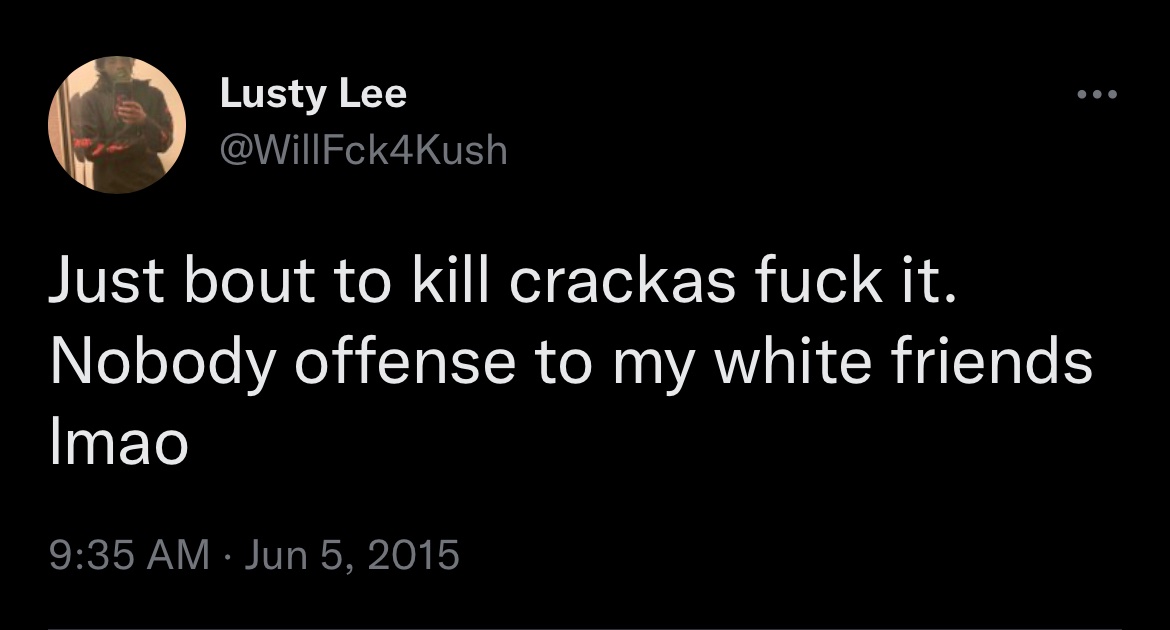 Lusty Lee
@WillFck4Kush
Just bout to kill crackas fuck it.
Nobody offense to my white friends
lmao
9:35 AM · Jun 5, 2015